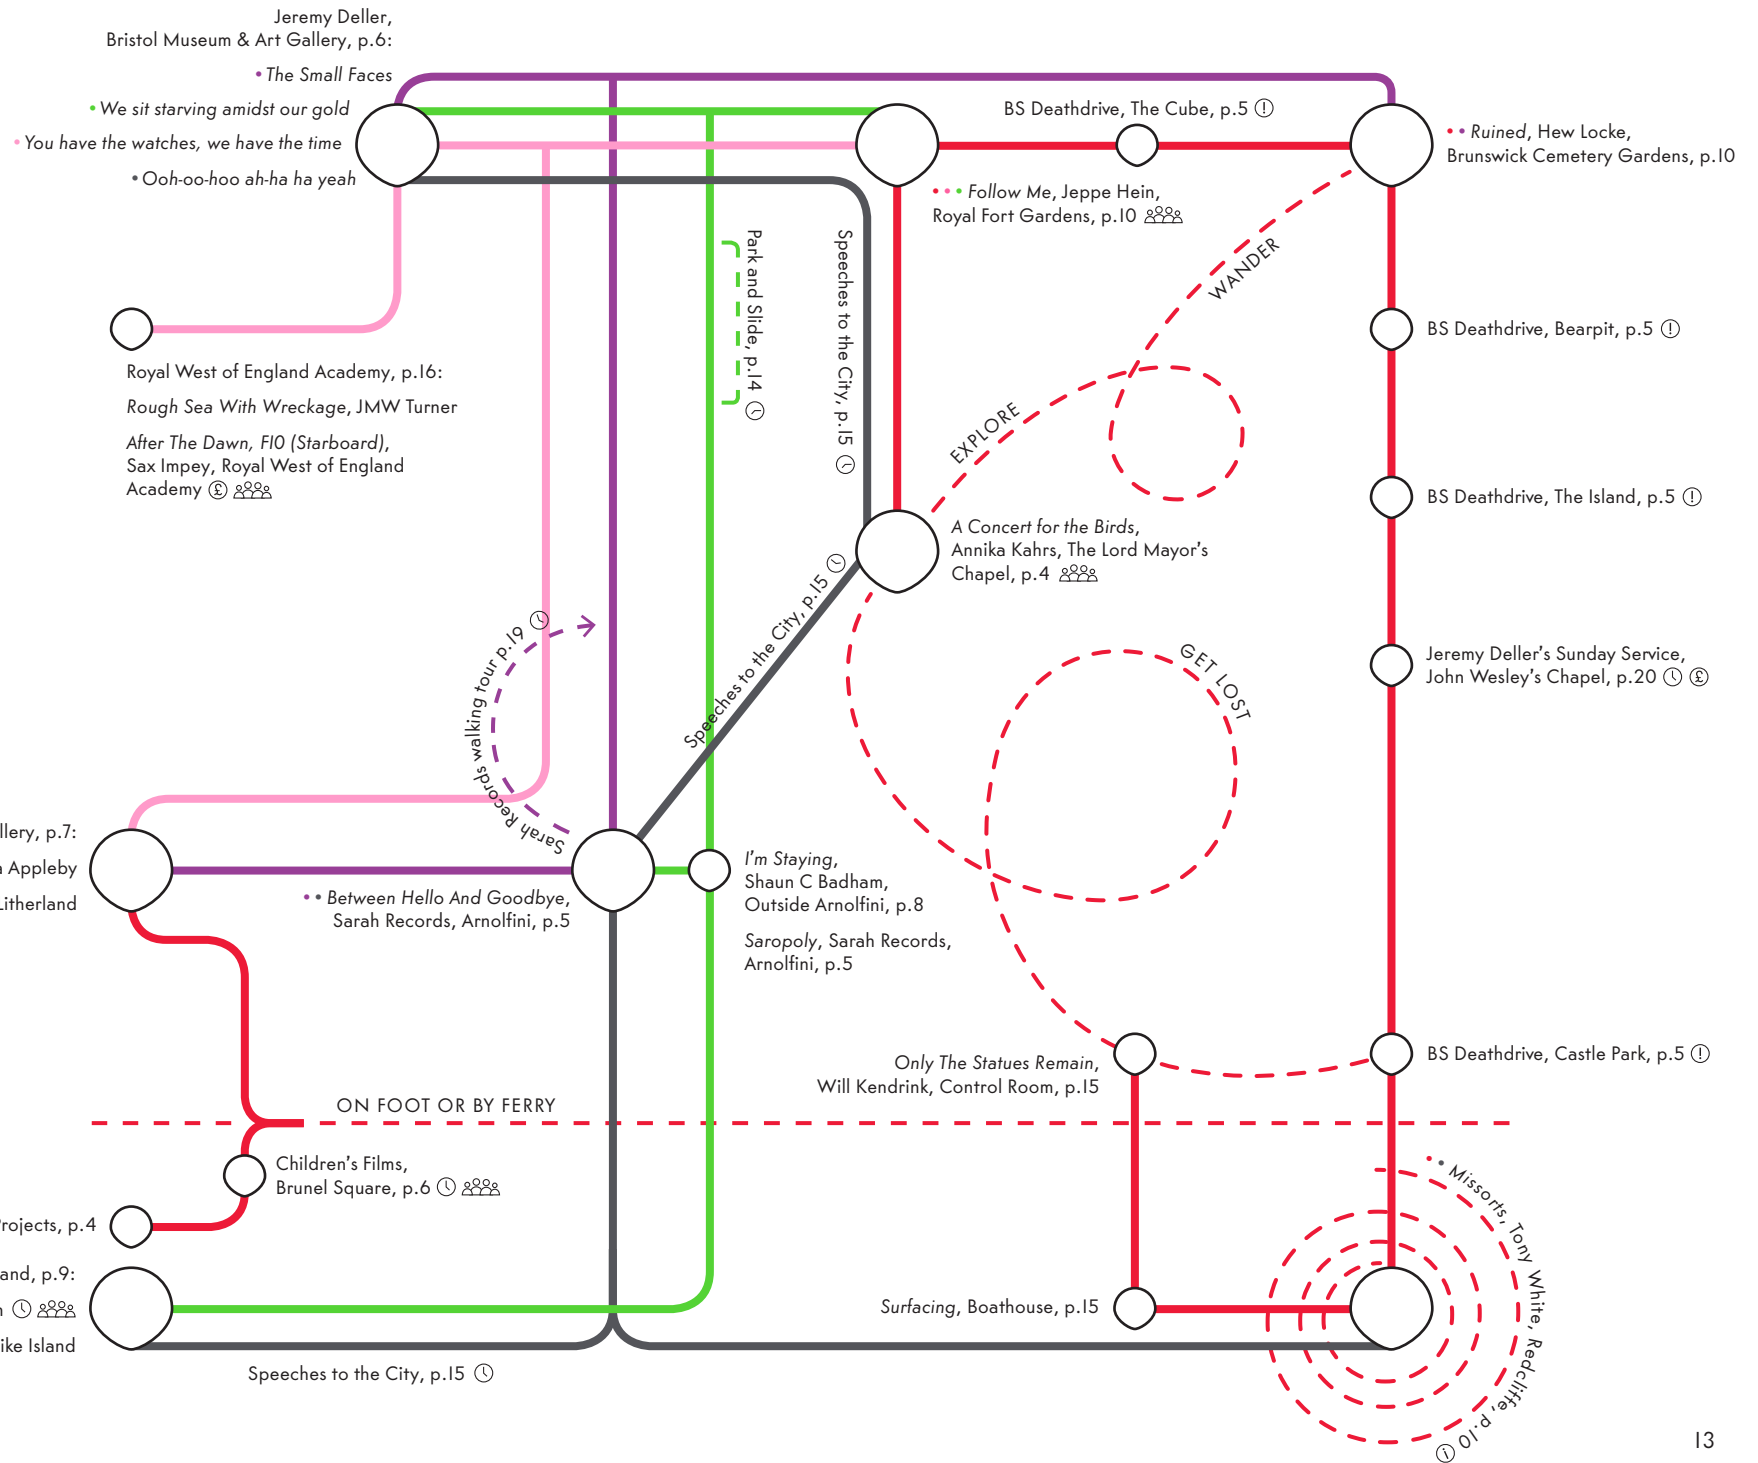 Jeremy Deller,
Bristol Museum & Art Gallery, p.6:
• The Small Faces
• We sit starving amidst our gold
• You have the watches, we have the time
• Ooh-oo-hoo ah-ha ha yeah
BS Deathdrive, The Cube, p.5 !
•• Ruined, Hew Locke,
Brunswick Cemetery Gardens, p.10
••• Follow Me, Jeppe Hein,
Royal Fort Gardens, p.10
Park and Slide, p.14
Speeches to the City, p.15
WANDER
EXPLORE
BS Deathdrive, Bearpit, p.5 !
Royal West of England Academy, p.16:
Rough Sea With Wreckage, JMW Turner
After The Dawn, F10 (Starboard),
Sax Impey, Royal West of England
Academy £
BS Deathdrive, The Island, p.5 !
A Concert for the Birds,
Annika Kahrs, The Lord Mayor's
Chapel, p.4
Speeches to the City, p.15
Sarah Records walking tour p.19
GET LOST
Jeremy Deller's Sunday Service,
John Wesley's Chapel, p.20 £
llery, p.7:
Appleby
Litherland
•• Between Hello And Goodbye,
Sarah Records, Arnolfini, p.5
I'm Staying,
Shaun C Badham,
Outside Arnolfini, p.8
Saropoly, Sarah Records,
Arnolfini, p.5
Only The Statues Remain,
Will Kendrink, Control Room, p.15
BS Deathdrive, Castle Park, p.5 !
ON FOOT OR BY FERRY
Children's Films,
Brunel Square, p.6
rojects, p.4
and, p.9:
ike Island
Surfacing, Boathouse, p.15
•• Missorts, Tony White, Redcliffe, p.10 i
Speeches to the City, p.15
13